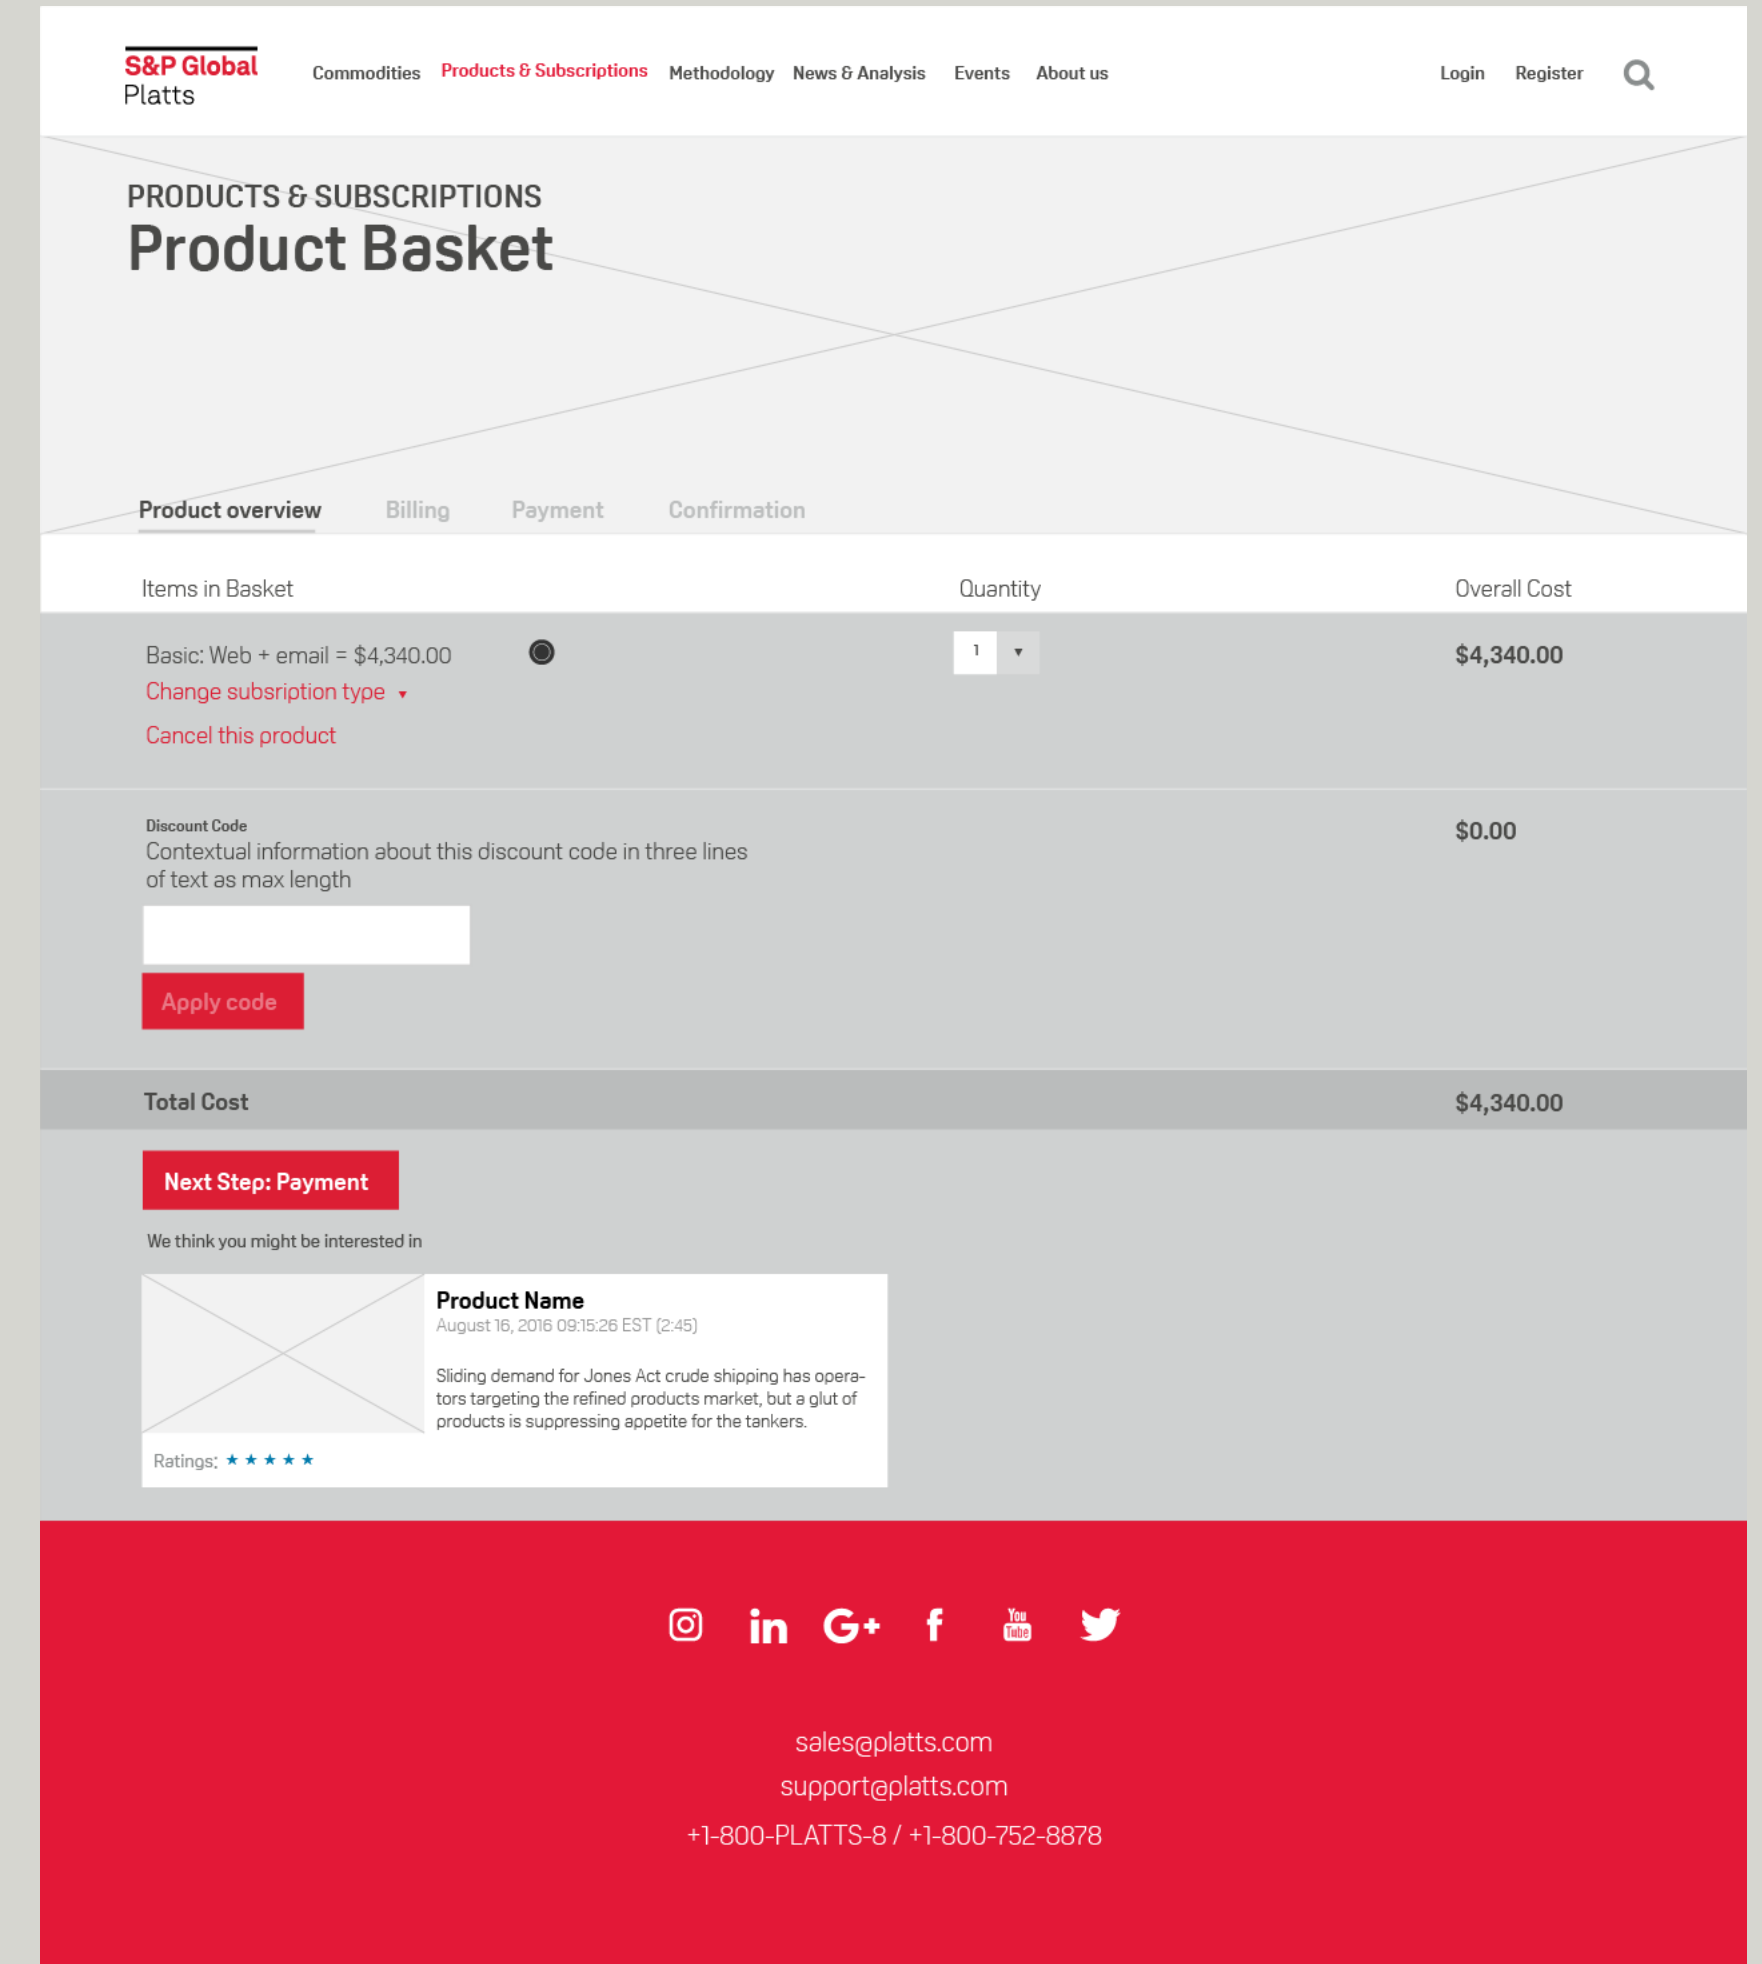 S&P Global
Platts
Commodities Products & Subscriptions Methodology News & Analysis Events About us Login Register
PRODUCTS & SUBSCRIPTIONS
Product Basket
Product overview Billing Payment Confirmation
Items in Basket Quantity Overall Cost
Basic: Web + email = $4,340.00 1 $4,340.00
Change subsription type
Cancel this product
Discount Code $0.00
Contextual information about this discount code in three lines
of text as max length
Apply code
Total Cost $4,340.00
Next Step: Payment
We think you might be interested in
Product Name
August 16, 2016 09:15:26 EST (2:45)
Sliding demand for Jones Act crude shipping has opera-
tors targeting the refined products market, but a glut of
products is suppressing appetite for the tankers.
Ratings:
in G+ f You Tube
sales@platts.com
support@platts.com
+1-800-PLATTS-8 / +1-800-752-8878